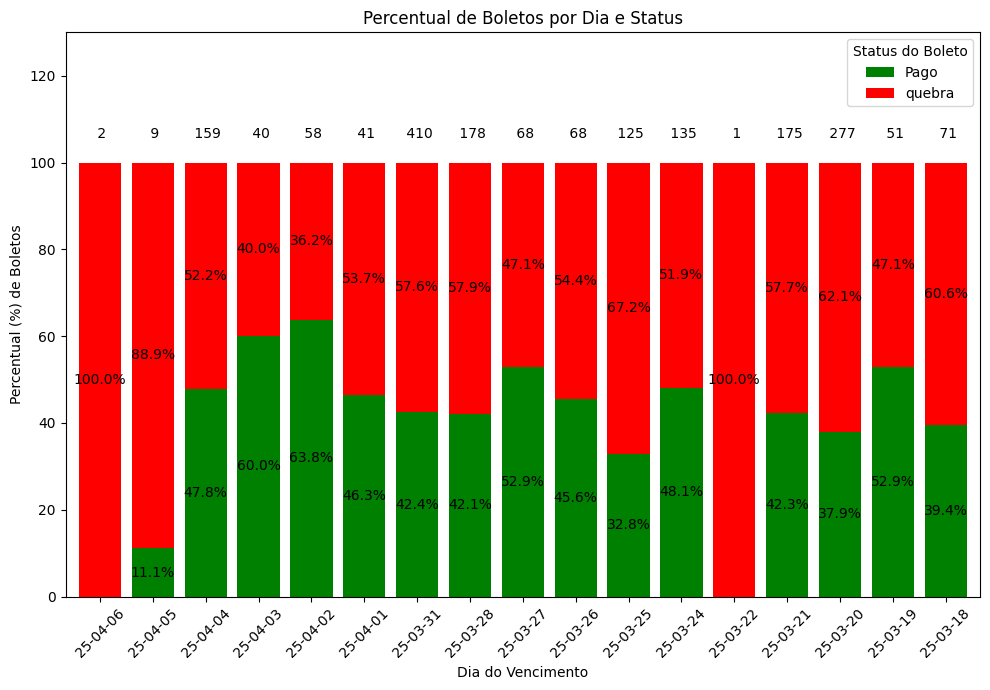 Percentual de Boletos por Dia e Status
Status do Boleto
Pago
quebra
Percentual (%) de Boletos
120
100
80
60
40
20
0
2 9 159 40 58 41 410 178 68 68 125 135 1 175 277 51 71
100.0% 88.9% 52.2% 40.0% 36.2% 53.7% 57.6% 57.9% 47.1% 54.4% 67.2% 51.9% 100.0% 57.7% 62.1% 47.1% 60.6%
11.1% 47.8% 60.0% 63.8% 46.3% 42.4% 42.1% 52.9% 45.6% 32.8% 48.1% 42.3% 37.9% 52.9% 39.4%
25-04-06 25-04-05 25-04-04 25-04-03 25-04-02 25-04-01 25-03-31 25-03-28 25-03-27 25-03-26 25-03-25 25-03-24 25-03-22 25-03-21 25-03-20 25-03-19 25-03-18
Dia do Vencimento